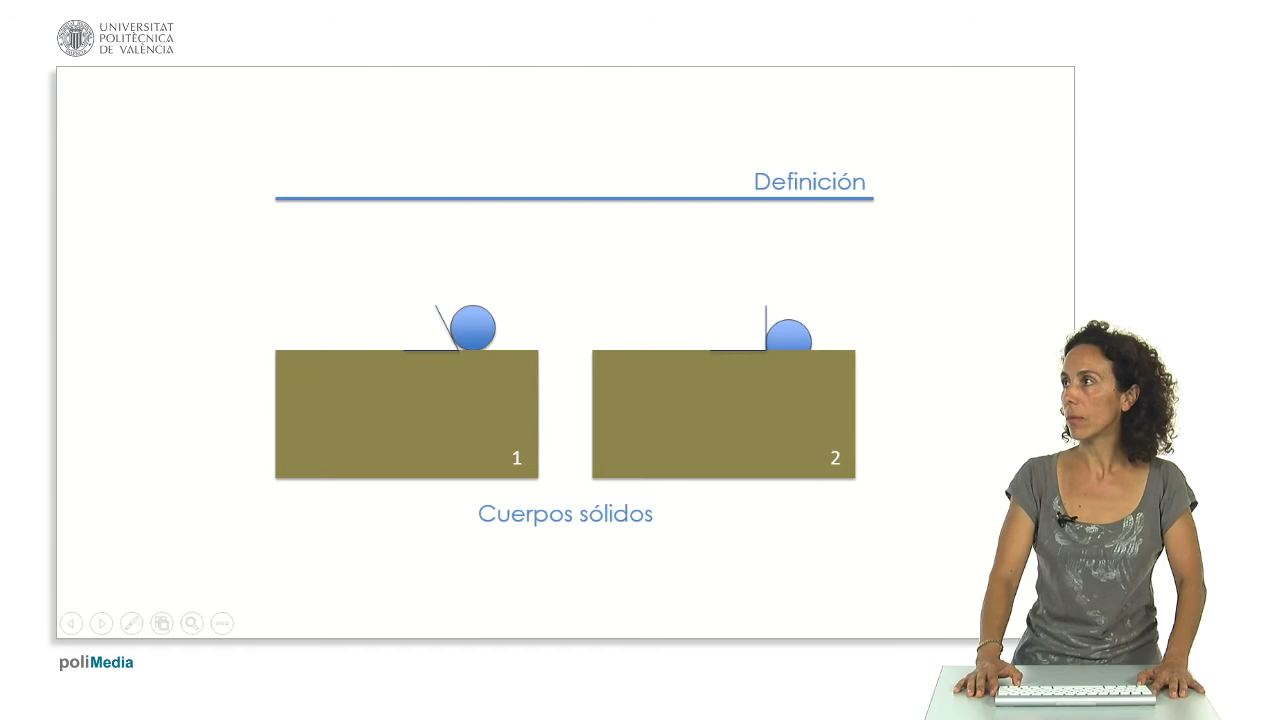 UNIVERSITAT
POLITÈCNICA
DE VALÈNCIA
Definición
1
2
Cuerpos sólidos
poliMedia